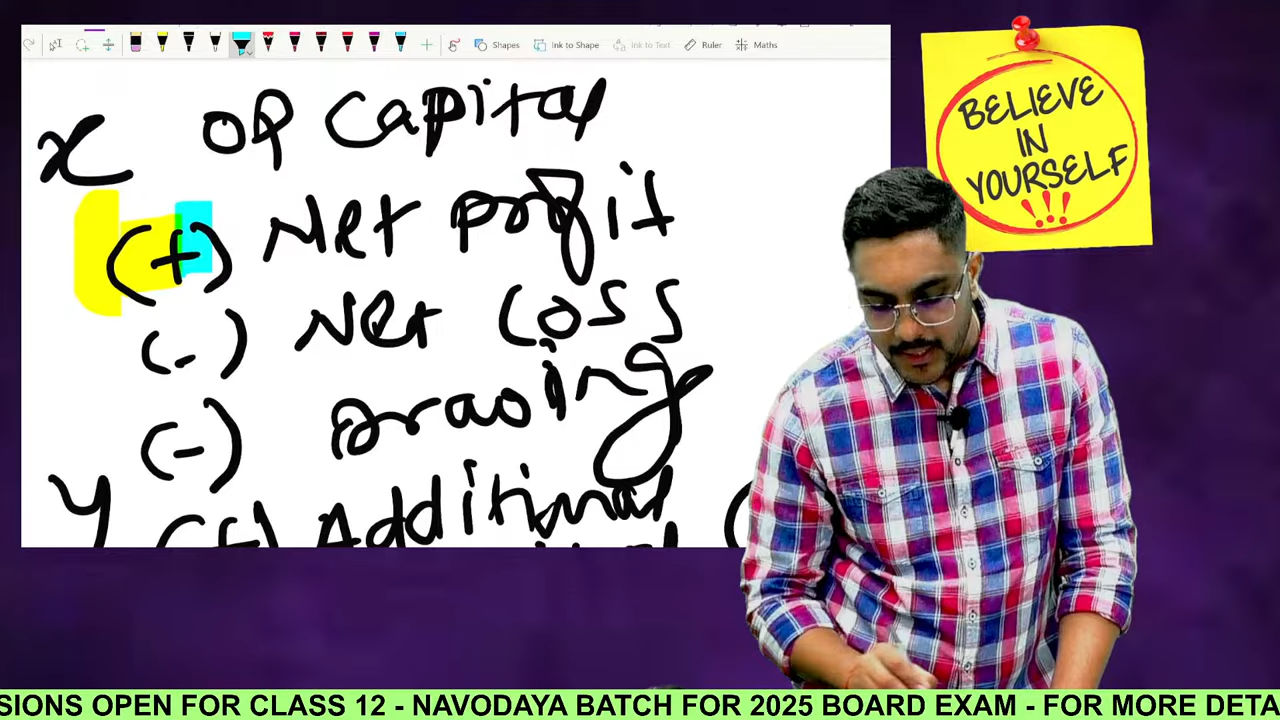 Shapes Ink to Shape Ink to Text Ruler Maths
x OP Capital
(+) Net profit
(-) Net Loss
(-) Drawing
y (+) Additional
BELIEVE
IN
YOURSELF
!!!
SIONS OPEN FOR CLASS 12 - NAVODAYA BATCH FOR 2025 BOARD EXAM - FOR MORE DETA